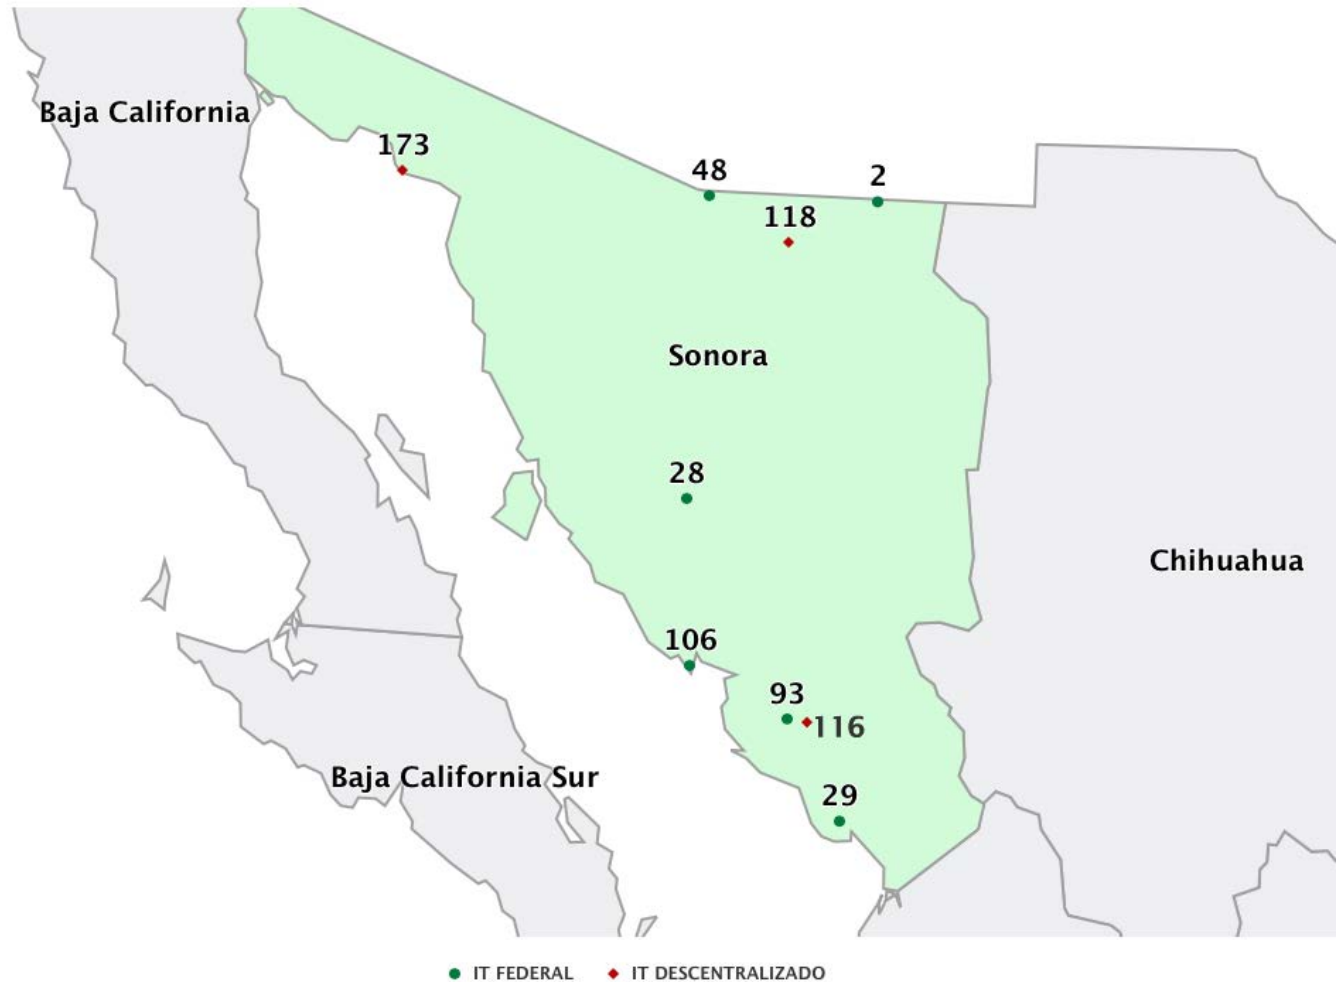 Baja California
173
48
2
118
Sonora
28
Chihuahua
106
93
116
Baja California Sur
29
IT FEDERAL
IT DESCENTRALIZADO